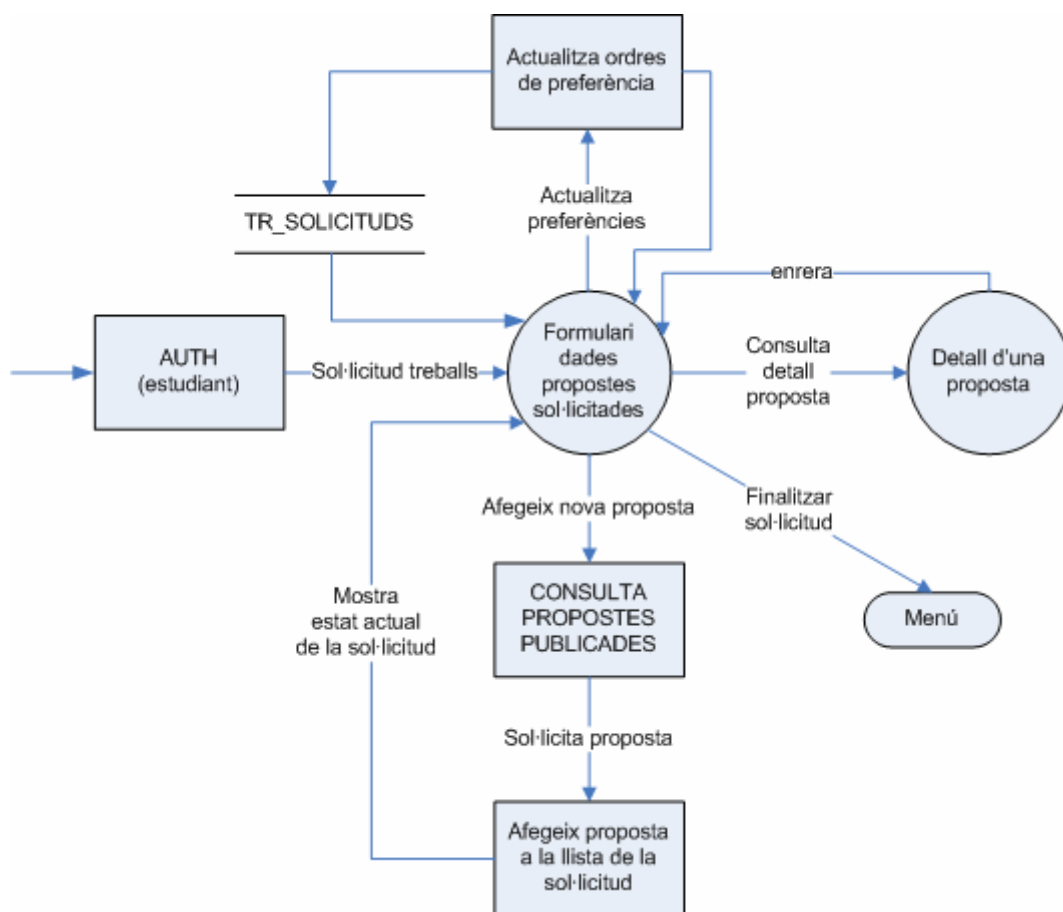 Actualitza ordres
de preferència
Actualitza
preferències
TR_SOLICITUDS
enrera
AUTH
(estudiant)
Sol·licitud treballs
Formulari
dades
propostes
sol·licitades
Consulta
detall
proposta
Detall d'una
proposta
Afegeix nova proposta
Finalitzar
sol·licitud
Mostra
estat actual
de la sol·licitud
CONSULTA
PROPOSTES
PUBLICADES
Menú
Sol·licita proposta
Afegeix proposta
a la llista de la
sol·licitud